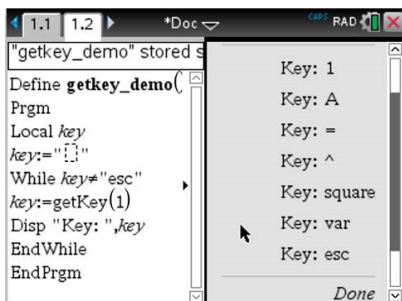 1.1 1.2 *Doc CAPS RAD
"getkey_demo" stored s
Define getkey_demo(
Prgm
Local key
key:="⬚"
While key≠"esc"
key:=getKey(1)
Disp "Key: ",key
EndWhile
EndPrgm
Key: 1
Key: A
Key: =
Key: ^
Key: square
Key: var
Key: esc
Done